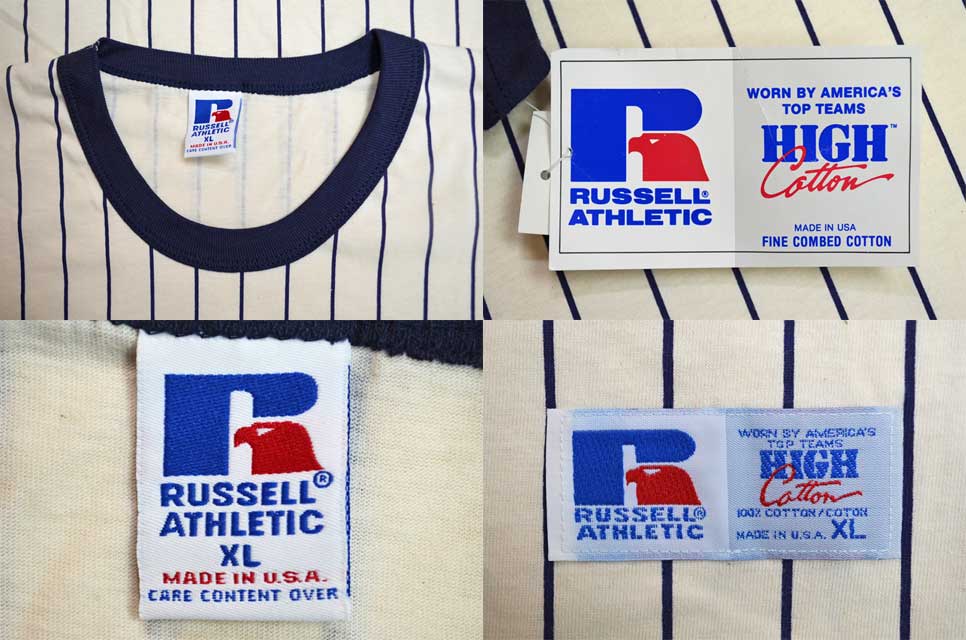 RUSSELL
ATHLETIC
XL
MADE IN U.S.A.
CARE CONTENT OVER
RUSSELL®
ATHLETIC
WORN BY AMERICA'S
TOP TEAMS
HIGH™
Cotton
MADE IN USA
FINE COMBED COTTON
RUSSELL®
ATHLETIC
XL
MADE IN U.S.A.
CARE CONTENT OVER
RUSSELL®
ATHLETIC
WORN BY AMERICA'S
TOP TEAMS
HIGH
Cotton
100% COTTON/COTON
MADE IN U.S.A. XL